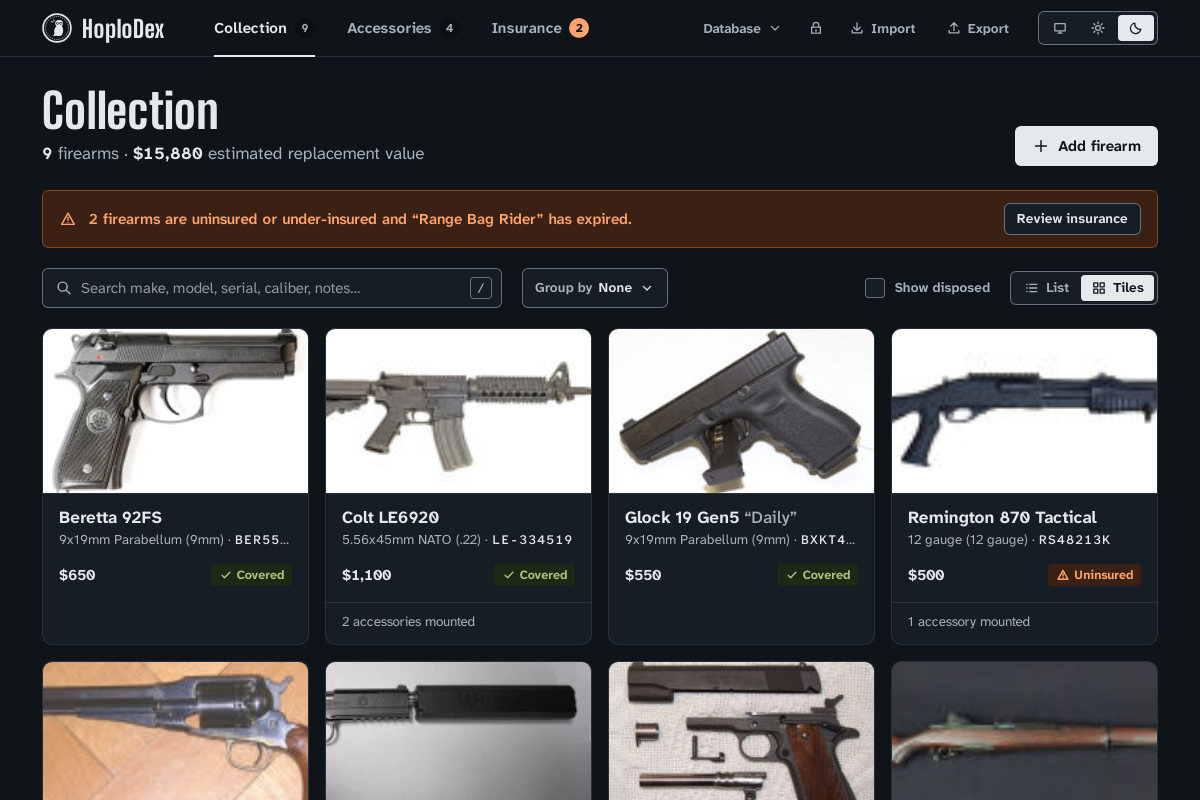 HoploDex
Collection 9
Accessories 4
Insurance 2
Database
Import
Export
Collection
9 firearms · $15,880 estimated replacement value
Add firearm
2 firearms are uninsured or under-insured and “Range Bag Rider” has expired.
Review insurance
Search make, model, serial, caliber, notes…
/
Group by None
Show disposed
List
Tiles
Beretta 92FS
9x19mm Parabellum (9mm) · BER55…
$650
Covered
Colt LE6920
5.56x45mm NATO (.22) · LE-334519
$1,100
Covered
2 accessories mounted
Glock 19 Gen5 “Daily”
9x19mm Parabellum (9mm) · BXKT4…
$550
Covered
Remington 870 Tactical
12 gauge (12 gauge) · RS48213K
$500
Uninsured
1 accessory mounted